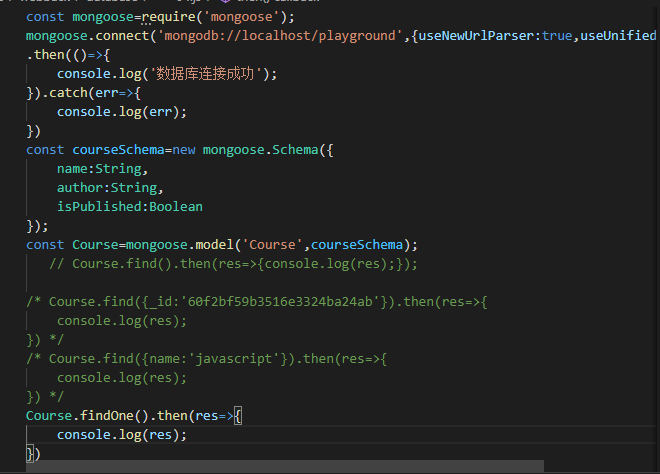 const mongoose=require('mongoose');
mongoose.connect('mongodb://localhost/playground',{useNewUrlParser:true,useUnified
.then(()=>{
    console.log('数据库连接成功');
}).catch(err=>{
    console.log(err);
})
const courseSchema=new mongoose.Schema({
    name:String,
    author:String,
    isPublished:Boolean
});
const Course=mongoose.model('Course',courseSchema);
   // Course.find().then(res=>{console.log(res);});
/* Course.find({_id:'60f2bf59b3516e3324ba24ab'}).then(res=>{
    console.log(res);
}) */
/* Course.find({name:'javascript'}).then(res=>{
    console.log(res);
}) */
Course.findOne().then(res=>{
    console.log(res);
})